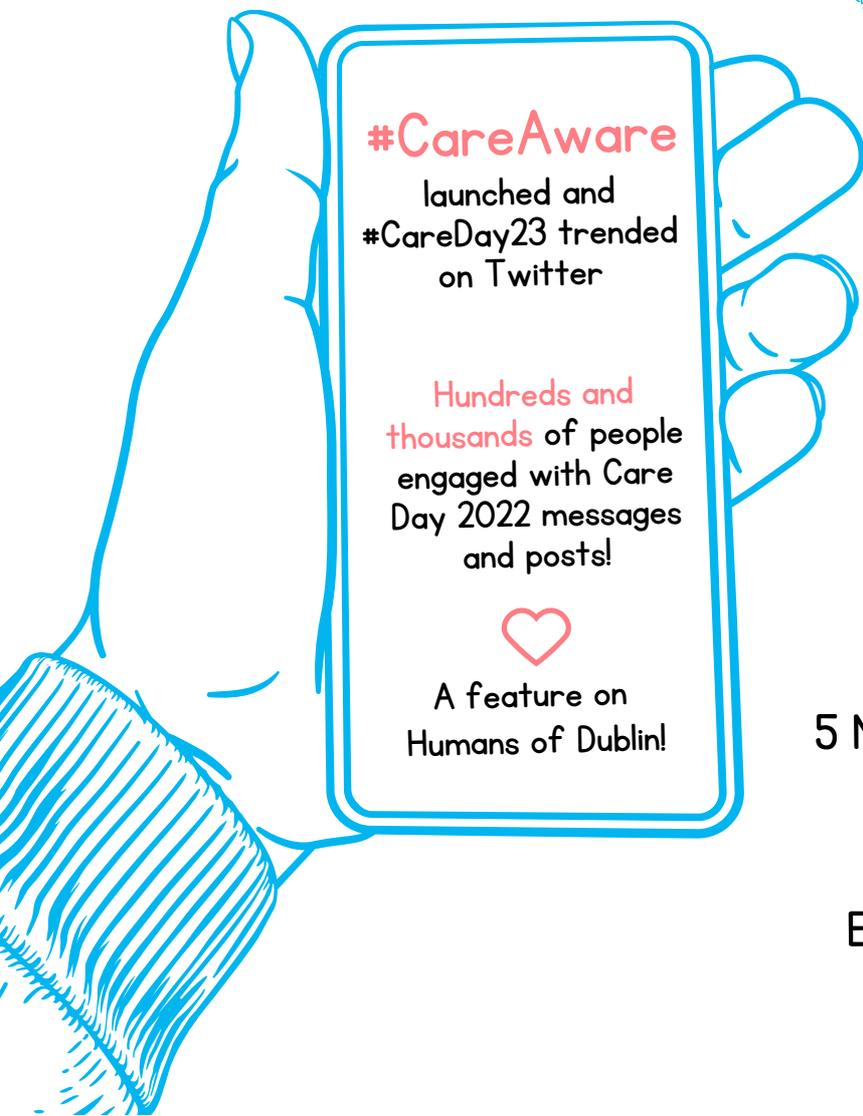 #CareAware
launched and
#CareDay23 trended
on Twitter
Hundreds and
thousands of people
engaged with Care
Day 2022 messages
and posts!
A feature on
Humans of Dublin!
5